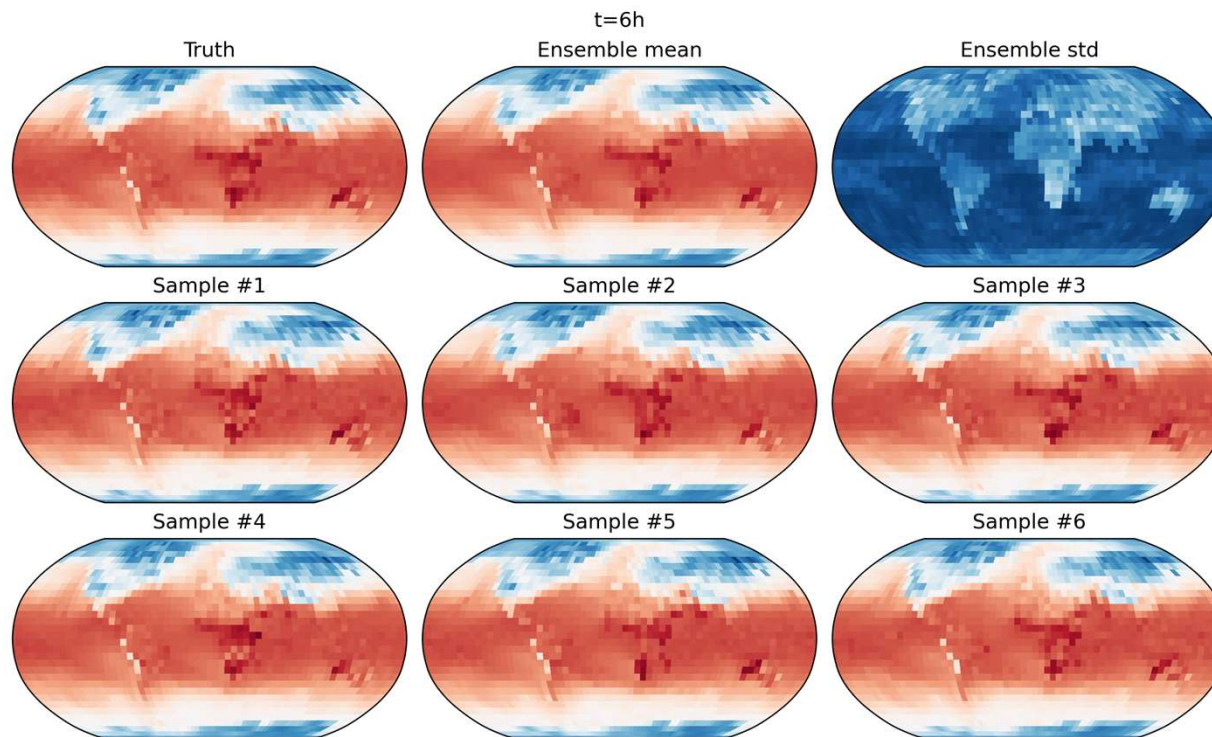 t=6h
Truth
Ensemble mean
Ensemble std
Sample #1
Sample #2
Sample #3
Sample #4
Sample #5
Sample #6